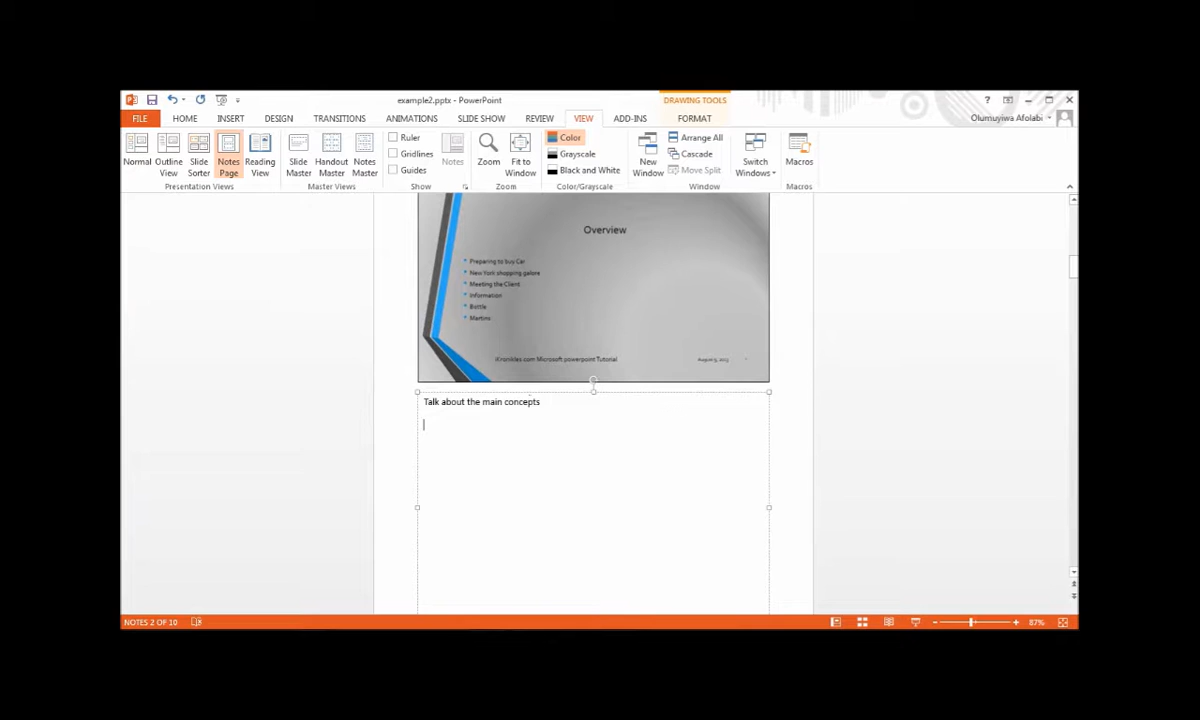 example2.pptx - PowerPoint
DRAWING TOOLS
?
FILE HOME INSERT DESIGN TRANSITIONS ANIMATIONS SLIDE SHOW REVIEW VIEW ADD-INS FORMAT
Olumuyiwa Afolabi
Normal Outline View Slide Sorter Notes Page Reading View
Presentation Views
Slide Master Handout Master Notes Master
Master Views
Ruler
Gridlines
Guides
Notes
Show
Zoom Fit to Window
Zoom
Color
Grayscale
Black and White
Color/Grayscale
New Window
Arrange All
Cascade
Move Split
Switch Windows
Window
Macros
Macros
Overview
Preparing to buy Car
New York shopping galore
Meeting the Client
Information
Bottle
Martins
iKronikles.com Microsoft powerpoint Tutorial
August 9, 2013
Talk about the main concepts
NOTES 2 OF 10
87%